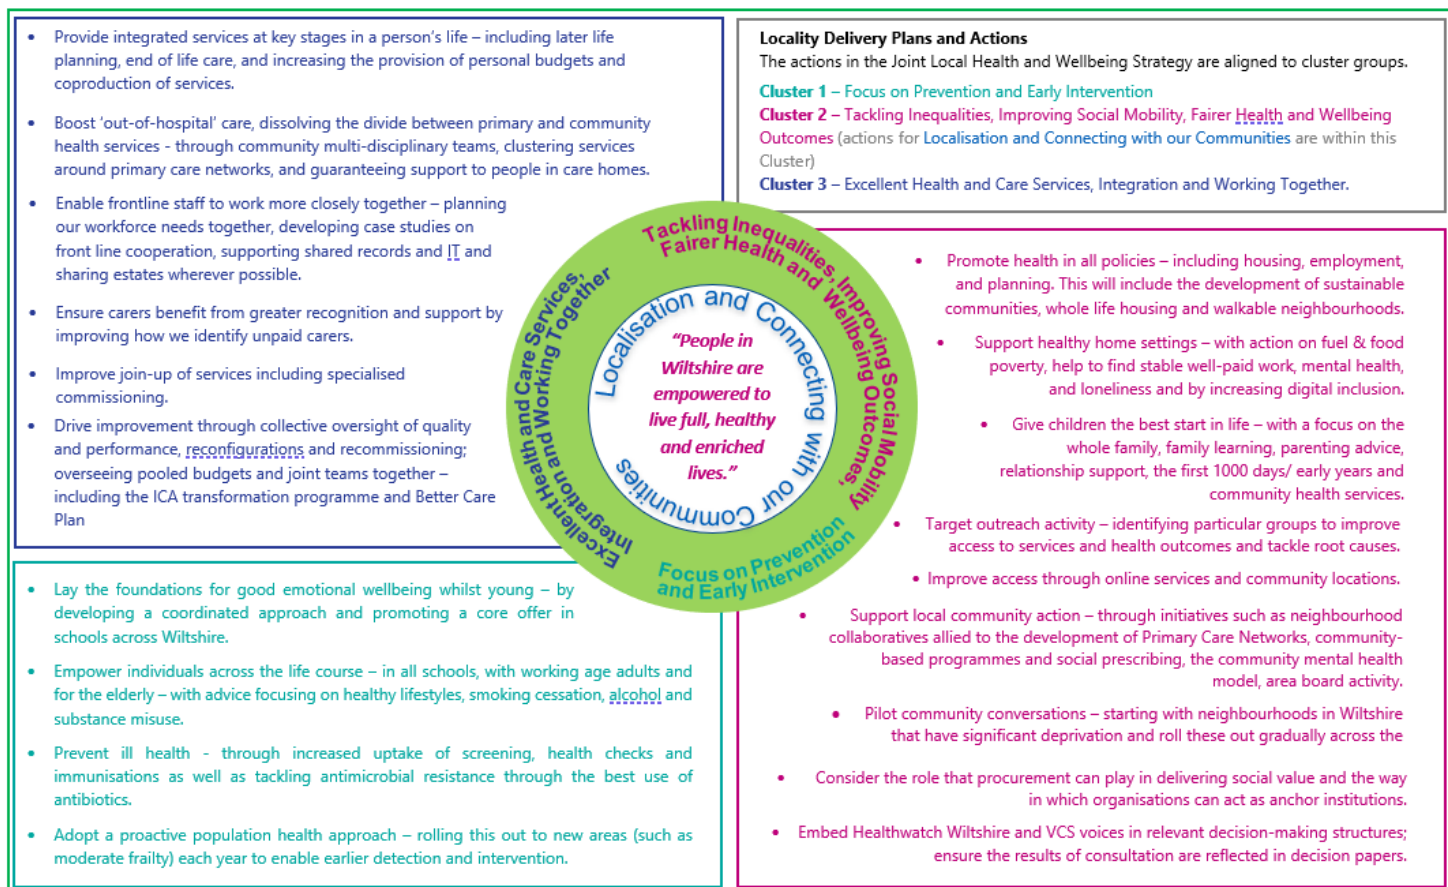 • Provide integrated services at key stages in a person's life – including later life
planning, end of life care, and increasing the provision of personal budgets and
coproduction of services.
• Boost 'out-of-hospital' care, dissolving the divide between primary and community
health services - through community multi-disciplinary teams, clustering services
around primary care networks, and guaranteeing support to people in care homes.
• Enable frontline staff to work more closely together – planning
our workforce needs together, developing case studies on
front line cooperation, supporting shared records and IT and
sharing estates wherever possible.
• Ensure carers benefit from greater recognition and support by
improving how we identify unpaid carers.
• Improve join-up of services including specialised
commissioning.
• Drive improvement through collective oversight of quality
and performance, reconfigurations and recommissioning;
overseeing pooled budgets and joint teams together –
including the ICA transformation programme and Better Care
Plan
Locality Delivery Plans and Actions
The actions in the Joint Local Health and Wellbeing Strategy are aligned to cluster groups.
Cluster 1 – Focus on Prevention and Early Intervention
Cluster 2 – Tackling Inequalities, Improving Social Mobility, Fairer Health and Wellbeing
Outcomes (actions for Localisation and Connecting with our Communities are within this
Cluster)
Cluster 3 – Excellent Health and Care Services, Integration and Working Together.
Tackling Inequalities, Improving Social Mobility
Fairer Health and Wellbeing Outcomes,
Excellent Health and Care Services,
Integration and Working Together
Focus on Prevention
and Early Intervention
Localisation and Connecting with our Communities
"People in
Wiltshire are
empowered to
live full, healthy
and enriched
lives."
• Promote health in all policies – including housing, employment,
and planning. This will include the development of sustainable
communities, whole life housing and walkable neighbourhoods.
• Support healthy home settings – with action on fuel & food
poverty, help to find stable well-paid work, mental health,
and loneliness and by increasing digital inclusion.
• Give children the best start in life – with a focus on the
whole family, family learning, parenting advice,
relationship support, the first 1000 days/ early years and
community health services.
• Target outreach activity – identifying particular groups to improve
access to services and health outcomes and tackle root causes.
• Improve access through online services and community locations.
• Support local community action – through initiatives such as neighbourhood
collaboratives allied to the development of Primary Care Networks, community-
based programmes and social prescribing, the community mental health
model, area board activity.
• Pilot community conversations – starting with neighbourhoods in Wiltshire
that have significant deprivation and roll these out gradually across the
• Consider the role that procurement can play in delivering social value and the way
in which organisations can act as anchor institutions.
• Embed Healthwatch Wiltshire and VCS voices in relevant decision-making structures;
ensure the results of consultation are reflected in decision papers.
• Lay the foundations for good emotional wellbeing whilst young – by
developing a coordinated approach and promoting a core offer in
schools across Wiltshire.
• Empower individuals across the life course – in all schools, with working age adults and
for the elderly – with advice focusing on healthy lifestyles, smoking cessation, alcohol and
substance misuse.
• Prevent ill health - through increased uptake of screening, health checks and
immunisations as well as tackling antimicrobial resistance through the best use of
antibiotics.
• Adopt a proactive population health approach – rolling this out to new areas (such as
moderate frailty) each year to enable earlier detection and intervention.